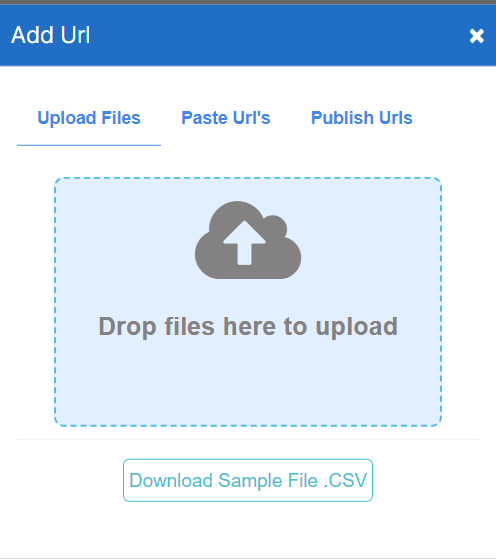 Add Url
Upload Files Paste Url's Publish Urls
Drop files here to upload
Download Sample File .CSV